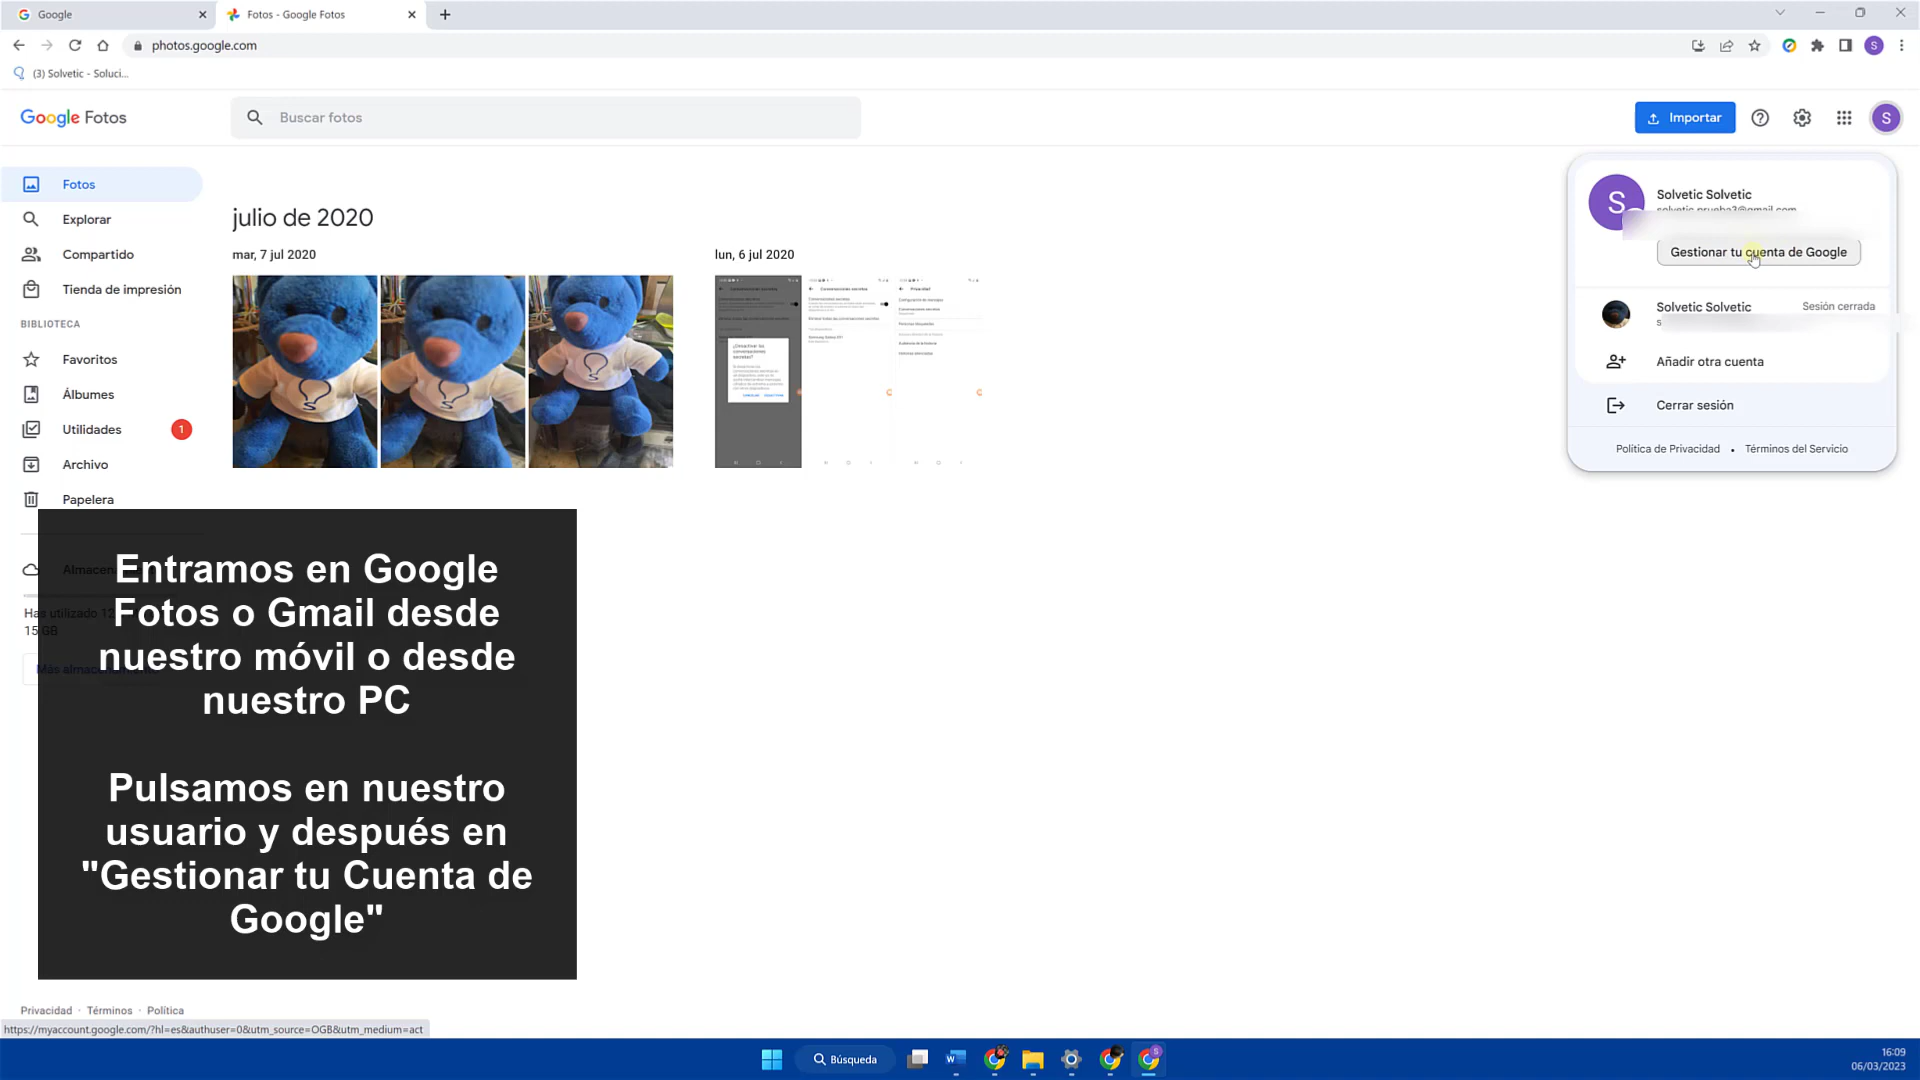 Google
Fotos - Google Fotos
photos.google.com
S
(3) Solvetic - Soluci...
Google Fotos
Buscar fotos
Importar
S
Fotos
Explorar
Compartido
Tienda de impresión
BIBLIOTECA
Favoritos
Álbumes
Utilidades
1
Archivo
Papelera
Has utilizado
15 GB
julio de 2020
mar, 7 jul 2020
lun, 6 jul 2020
S
Solvetic Solvetic
Gestionar tu cuenta de Google
Solvetic Solvetic
Sesión cerrada
s
Añadir otra cuenta
Cerrar sesión
Política de Privacidad • Términos del Servicio
Entramos en Google
Fotos o Gmail desde
nuestro móvil o desde
nuestro PC
Pulsamos en nuestro
usuario y después en
"Gestionar tu Cuenta de
Google"
Privacidad · Términos · Política
https://myaccount.google.com/?hl=es&authuser=0&utm_source=OGB&utm_medium=act
Búsqueda
16:09
06/03/2023